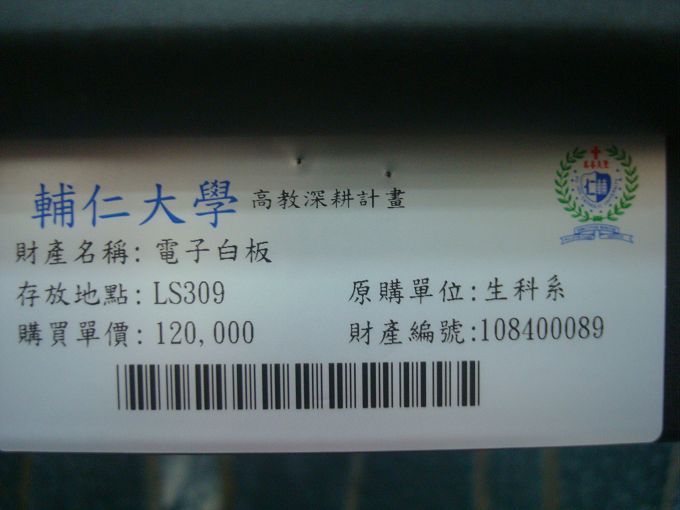 輔仁大學 高教深耕計畫
財產名稱: 電子白板
存放地點: LS309 原購單位: 生科系
購買單價: 120,000 財產編號:108400089
仁輔